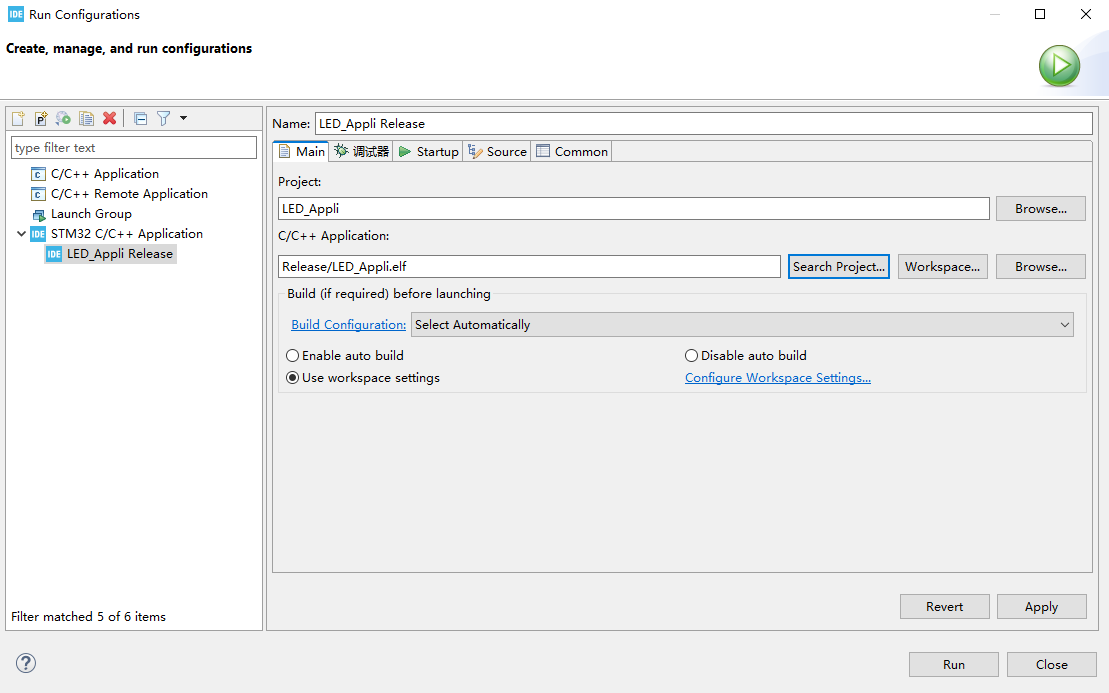 IDE Run Configurations
Create, manage, and run configurations
type filter text
C/C++ Application
C/C++ Remote Application
Launch Group
IDE STM32 C/C++ Application
IDE LED_Appli Release
Filter matched 5 of 6 items
Name: LED_Appli Release
Main 调试器 Startup Source Common
Project:
LED_Appli Browse...
C/C++ Application:
Release/LED_Appli.elf Search Project... Workspace... Browse...
Build (if required) before launching
Build Configuration: Select Automatically
Enable auto build Disable auto build
Use workspace settings Configure Workspace Settings...
Revert Apply
? Run Close